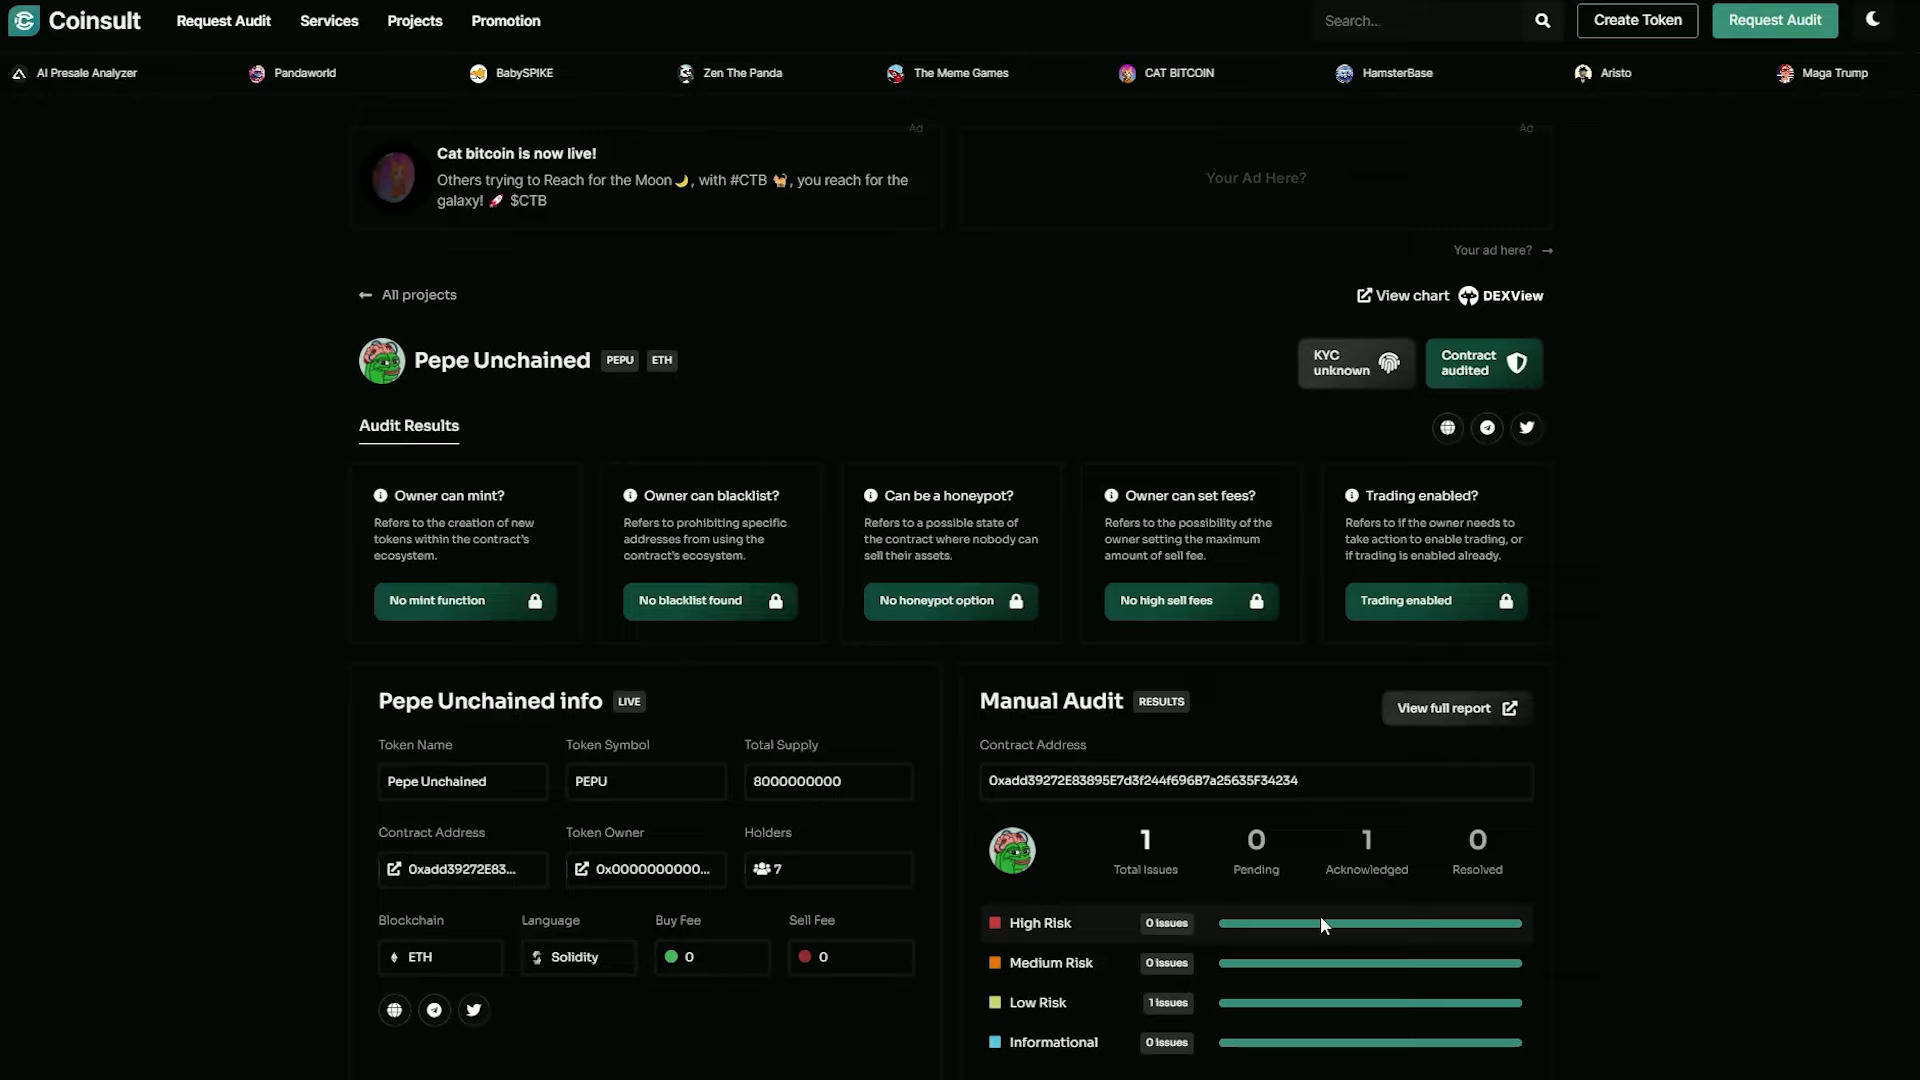 Coinsult
Request Audit
Services
Projects
Promotion
Search...
Create Token
Request Audit
AI Presale Analyzer
Pandaworld
BabySPIKE
Zen The Panda
The Meme Games
CAT BITCOIN
HamsterBase
Aristo
Maga Trump
Ad
Cat bitcoin is now live!
Others trying to Reach for the Moon🌙, with #CTB 🐈, you reach for the
galaxy! 🚀 $CTB
Ad
Your Ad Here?
Your ad here? →
← All projects
View chart
DEXView
Pepe Unchained
PEPU
ETH
KYC
unknown
Contract
audited
Audit Results
Owner can mint?
Refers to the creation of new
tokens within the contract's
ecosystem.
No mint function
Owner can blacklist?
Refers to prohibiting specific
addresses from using the
contract's ecosystem.
No blacklist found
Can be a honeypot?
Refers to a possible state of
the contract where nobody can
sell their assets.
No honeypot option
Owner can set fees?
Refers to the possibility of the
owner setting the maximum
amount of sell fee.
No high sell fees
Trading enabled?
Refers to if the owner needs to
take action to enable trading, or
if trading is enabled already.
Trading enabled
Pepe Unchained info
LIVE
Token Name
Token Symbol
Total Supply
Pepe Unchained
PEPU
8000000000
Contract Address
Token Owner
Holders
0xadd39272E83...
0x0000000000...
7
Blockchain
Language
Buy Fee
Sell Fee
ETH
Solidity
0
0
Manual Audit
RESULTS
View full report
Contract Address
0xadd39272E83895E7d3f244f696B7a25635F34234
1
0
1
0
Total Issues
Pending
Acknowledged
Resolved
High Risk
0 issues
Medium Risk
0 issues
Low Risk
1 issues
Informational
0 issues